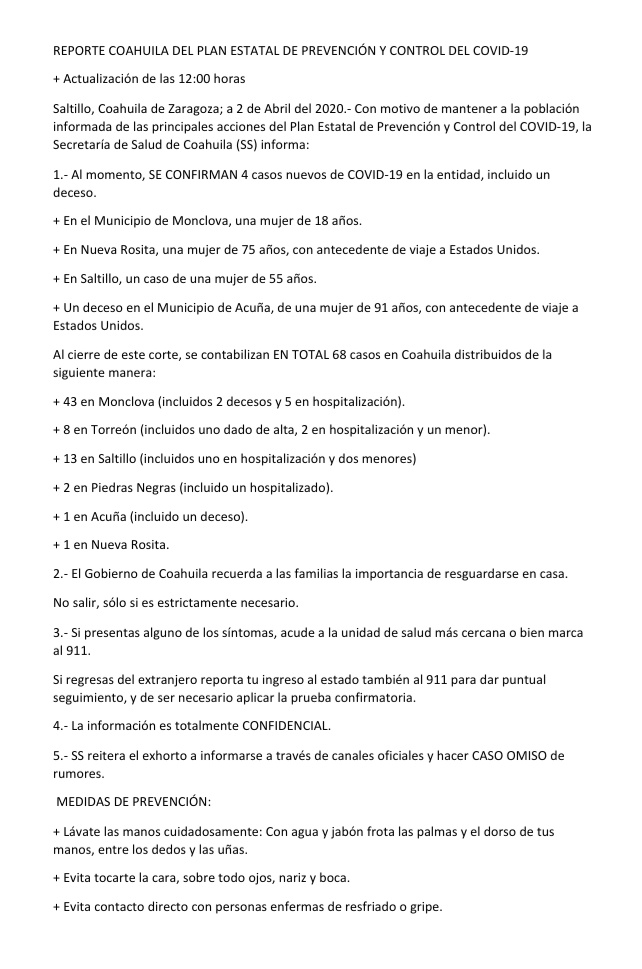 REPORTE COAHUILA DEL PLAN ESTATAL DE PREVENCIÓN Y CONTROL DEL COVID-19
+ Actualización de las 12:00 horas
Saltillo, Coahuila de Zaragoza; a 2 de Abril del 2020.- Con motivo de mantener a la población
informada de las principales acciones del Plan Estatal de Prevención y Control del COVID-19, la
Secretaría de Salud de Coahuila (SS) informa:
1.- Al momento, SE CONFIRMAN 4 casos nuevos de COVID-19 en la entidad, incluido un
deceso.
+ En el Municipio de Monclova, una mujer de 18 años.
+ En Nueva Rosita, una mujer de 75 años, con antecedente de viaje a Estados Unidos.
+ En Saltillo, un caso de una mujer de 55 años.
+ Un deceso en el Municipio de Acuña, de una mujer de 91 años, con antecedente de viaje a
Estados Unidos.
Al cierre de este corte, se contabilizan EN TOTAL 68 casos en Coahuila distribuidos de la
siguiente manera:
+ 43 en Monclova (incluidos 2 decesos y 5 en hospitalización).
+ 8 en Torreón (incluidos uno dado de alta, 2 en hospitalización y un menor).
+ 13 en Saltillo (incluidos uno en hospitalización y dos menores)
+ 2 en Piedras Negras (incluido un hospitalizado).
+ 1 en Acuña (incluido un deceso).
+ 1 en Nueva Rosita.
2.- El Gobierno de Coahuila recuerda a las familias la importancia de resguardarse en casa.
No salir, sólo si es estrictamente necesario.
3.- Si presentas alguno de los síntomas, acude a la unidad de salud más cercana o bien marca
al 911.
Si regresas del extranjero reporta tu ingreso al estado también al 911 para dar puntual
seguimiento, y de ser necesario aplicar la prueba confirmatoria.
4.- La información es totalmente CONFIDENCIAL.
5.- SS reitera el exhorto a informarse a través de canales oficiales y hacer CASO OMISO de
rumores.
MEDIDAS DE PREVENCIÓN:
+ Lávate las manos cuidadosamente: Con agua y jabón frota las palmas y el dorso de tus
manos, entre los dedos y las uñas.
+ Evita tocarte la cara, sobre todo ojos, nariz y boca.
+ Evita contacto directo con personas enfermas de resfriado o gripe.